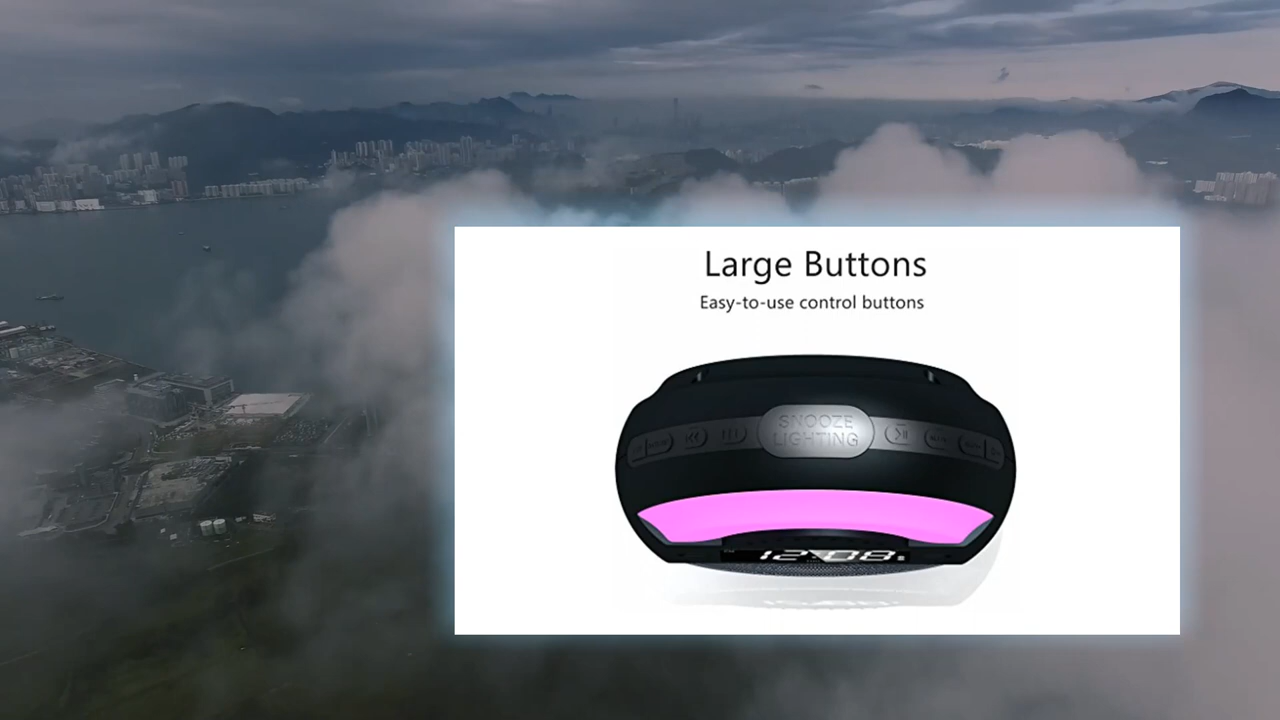 Large Buttons
Easy-to-use control buttons
SNOOZE
LIGHTING
12:08